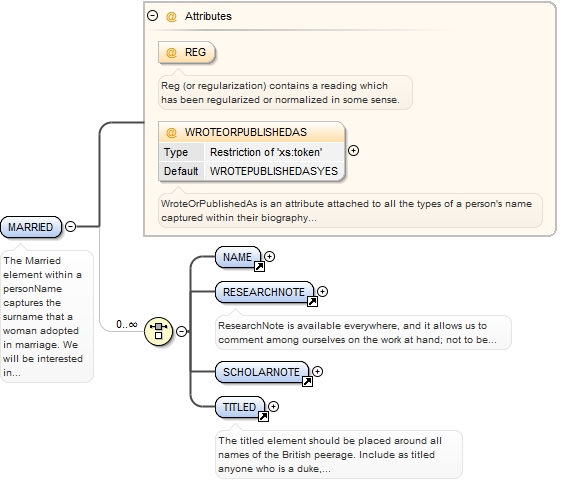 Attributes
REG
Reg (or regularization) contains a reading which
has been regularized or normalized in some sense.
WROTEORPUBLISHEDAS
Type Restriction of 'xs:token'
Default WROTEPUBLISHEDASYES
WroteOrPublishedAs is an attribute attached to all the types of a person's name
captured within their biography...
MARRIED
The Married
element within a
personName
captures the
surname that a
woman adopted
in marriage. We
will be interested
in...
0..∞
NAME
RESEARCHNOTE
ResearchNote is available everywhere, and it allows us to
comment among ourselves on the work at hand; not to be...
SCHOLARNOTE
TITLED
The titled element should be placed around all
names of the British peerage. Include as titled
anyone who is a duke,...